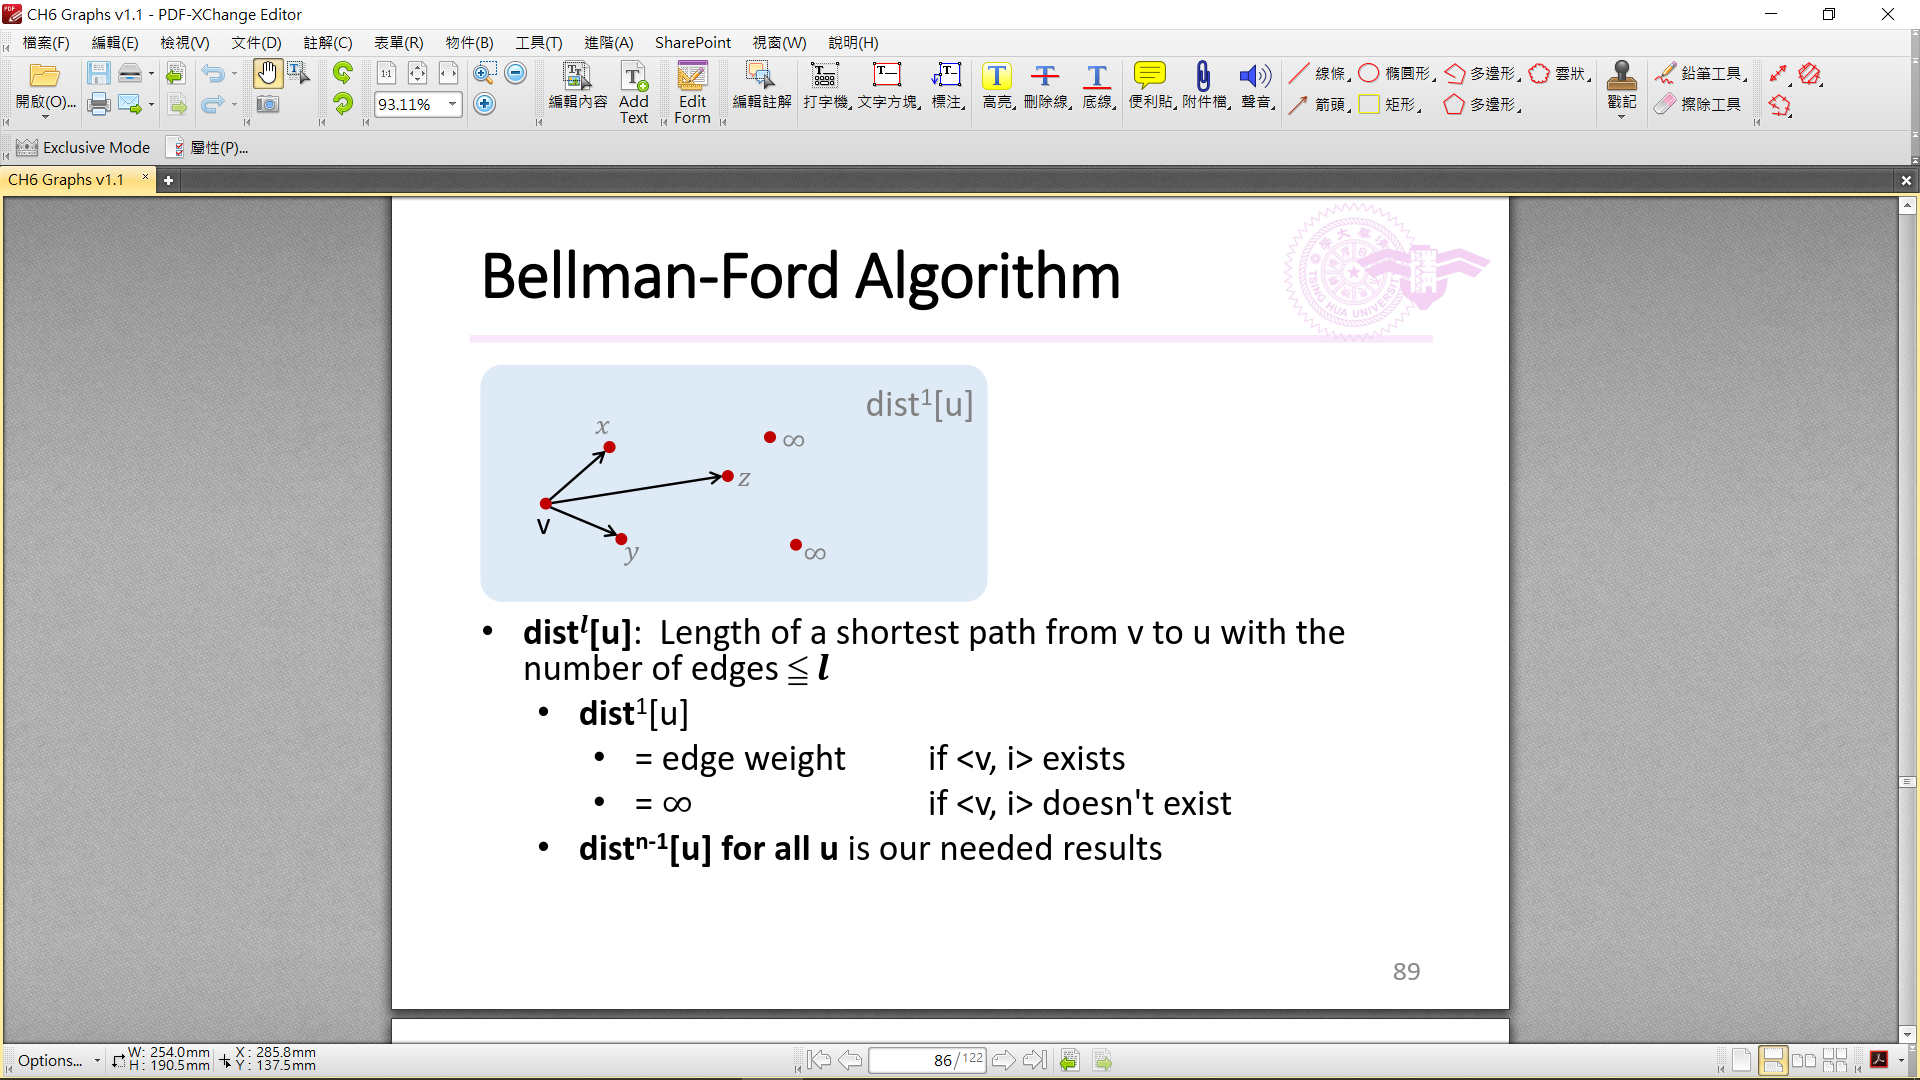 CH6 Graphs v1.1 - PDF-XChange Editor
檔案(F) 編輯(E) 檢視(V) 文件(D) 註解(C) 表單(R) 物件(B) 工具(T) 進階(A) SharePoint 視窗(W) 說明(H)
開啟(O)...
93.11%
編輯內容
Add Text
Edit Form
編輯註解
打字機 文字方塊 標注
高亮 刪除線 底線
便利貼 附件檔 聲音
線條 橢圓形 多邊形 雲狀
箭頭 矩形 多邊形
戳記
鉛筆工具
擦除工具
Exclusive Mode 屬性(P)...
CH6 Graphs v1.1
Bellman-Ford Algorithm
TSING HUA UNIVERSITY
dist¹[u]
x
∞
z
v
y
∞
• distˡ[u]: Length of a shortest path from v to u with the
number of edges ≦ l
• dist¹[u]
• = edge weight if <v, i> exists
• = ∞ if <v, i> doesn't exist
• distⁿ⁻¹[u] for all u is our needed results
89
Options...
W: 254.0mm
H: 190.5mm
X: 285.8mm
Y: 137.5mm
86/122